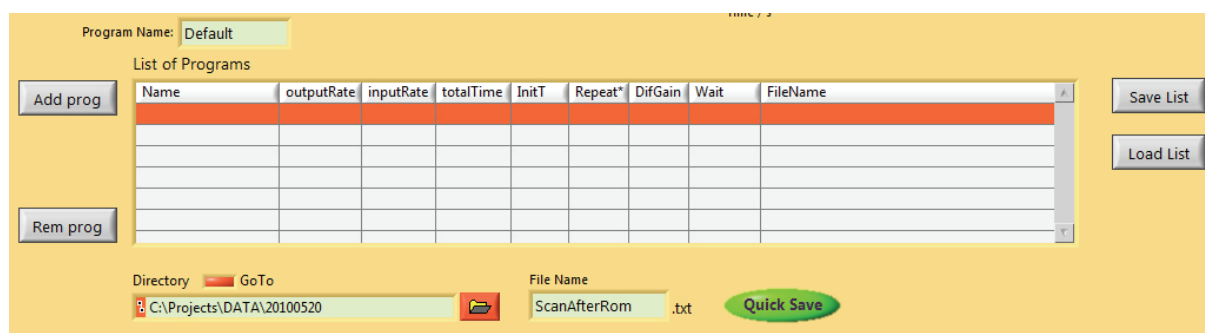 Program Name: Default
List of Programs
Add prog
Name outputRate inputRate totalTime InitT Repeat* DifGain Wait FileName
Save List
Load List
Rem prog
Directory GoTo File Name
C:\Projects\DATA\20100520 ScanAfterRom .txt Quick Save